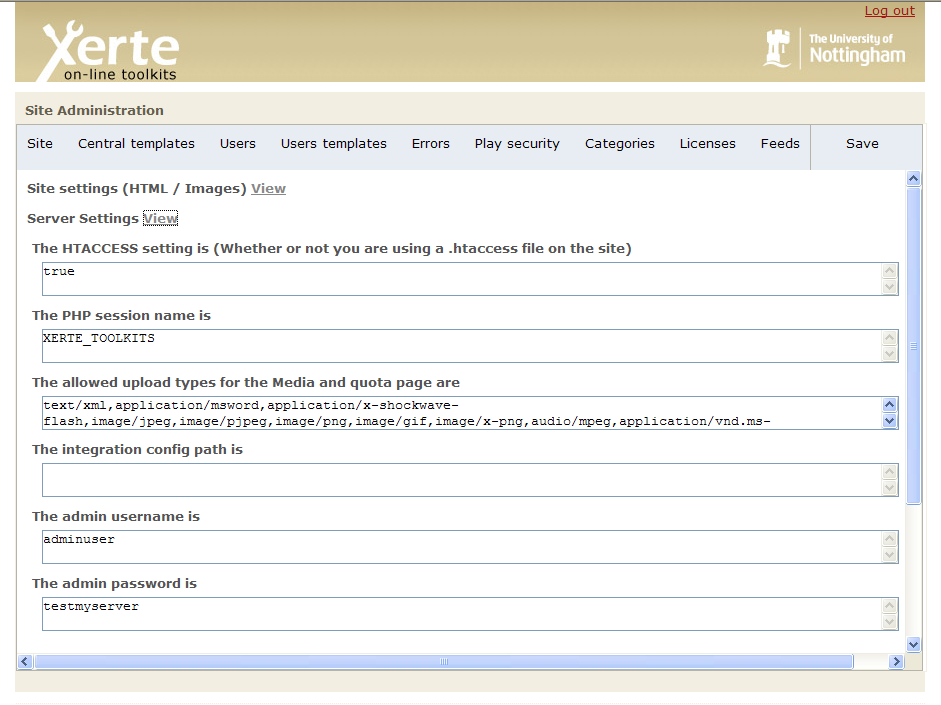 Log out
Xerte
on-line toolkits
The University of
Nottingham
Site Administration
Site Central templates Users Users templates Errors Play security Categories Licenses Feeds Save
Site settings (HTML / Images) View
Server Settings View
The HTACCESS setting is (Whether or not you are using a .htaccess file on the site)
true
The PHP session name is
XERTE_TOOLKITS
The allowed upload types for the Media and quota page are
text/xml,application/msword,application/x-shockwave-
flash,image/jpeg,image/pjpeg,image/png,image/gif,image/x-png,audio/mpeg,application/vnd.ms-
The integration config path is
The admin username is
adminuser
The admin password is
testmyserver